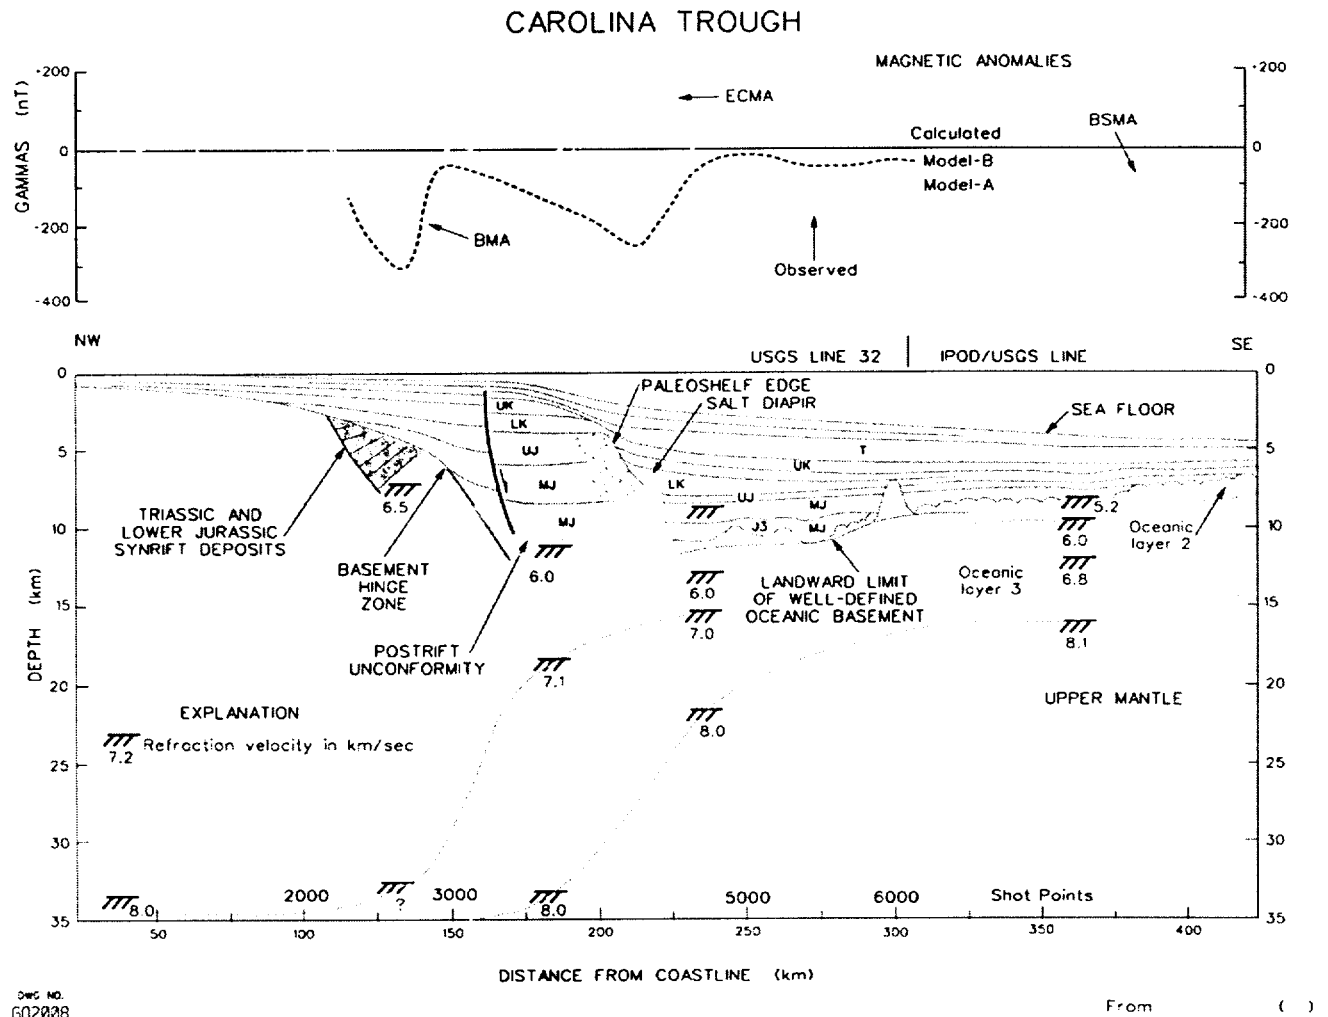 CAROLINA TROUGH
MAGNETIC ANOMALIES
GAMMAS (nT)
+200
0
-200
-400
+200
0
-200
-400
ECMA
BSMA
Calculated
Model-B
Model-A
BMA
Observed
NW
SE
USGS LINE 32
IPOD/USGS LINE
DEPTH (km)
0
5
10
15
20
25
30
35
0
5
10
15
20
25
30
35
PALEOSHELF EDGE
SALT DIAPIR
SEA FLOOR
UK
LK
UJ
MJ
MJ
T
UK
LK
UJ
MJ
J3
MJ
TRIASSIC AND
LOWER JURASSIC
SYNRIFT DEPOSITS
6.5
BASEMENT
HINGE
ZONE
6.0
POSTRIFT
UNCONFORMITY
7.1
6.0
7.0
8.0
LANDWARD LIMIT
OF WELL-DEFINED
OCEANIC BASEMENT
Oceanic
layer 3
5.2
6.0
6.8
8.1
Oceanic
layer 2
UPPER MANTLE
EXPLANATION
Refraction velocity in km/sec
7.2
8.0
?
8.0
2000
3000
5000
6000
Shot Points
50
100
150
200
250
300
350
400
DISTANCE FROM COASTLINE (km)
DWG NO.
GO2008
From ( )